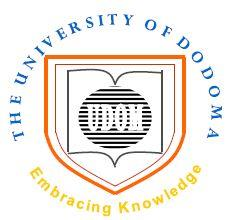 THE UNIVERSITY OF DODOMA
UDOM
Embracing Knowledge